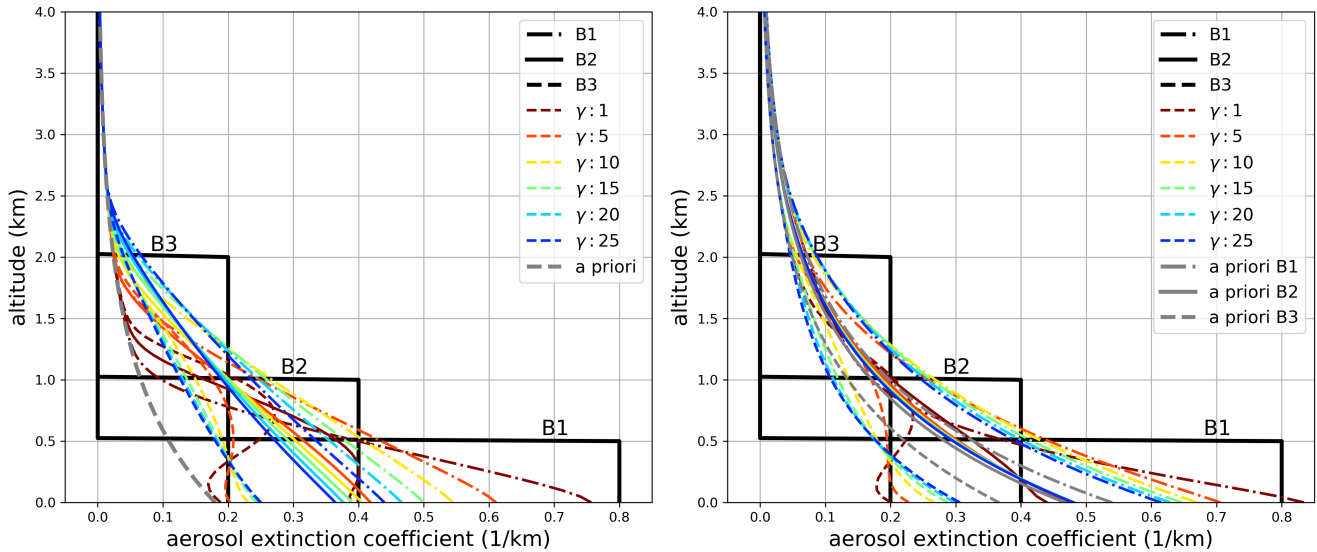 4.0
3.5
3.0
2.5
2.0
1.5
1.0
0.5
0.0
altitude (km)
0.0 0.1 0.2 0.3 0.4 0.5 0.6 0.7 0.8
aerosol extinction coefficient (1/km)
B3
B2
B1
B1
B2
B3
γ : 1
γ : 5
γ : 10
γ : 15
γ : 20
γ : 25
a priori
4.0
3.5
3.0
2.5
2.0
1.5
1.0
0.5
0.0
altitude (km)
0.0 0.1 0.2 0.3 0.4 0.5 0.6 0.7 0.8
aerosol extinction coefficient (1/km)
B3
B2
B1
B1
B2
B3
γ : 1
γ : 5
γ : 10
γ : 15
γ : 20
γ : 25
a priori B1
a priori B2
a priori B3